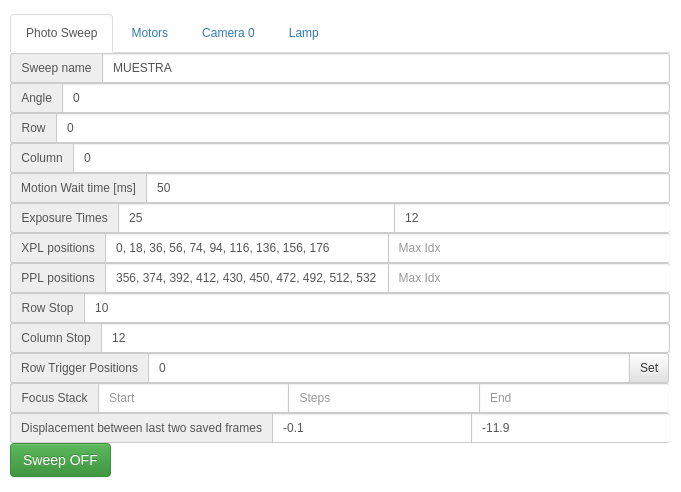 Photo Sweep Motors Camera 0 Lamp
Sweep name MUESTRA
Angle 0
Row 0
Column 0
Motion Wait time [ms] 50
Exposure Times 25 12
XPL positions 0, 18, 36, 56, 74, 94, 116, 136, 156, 176 Max Idx
PPL positions 356, 374, 392, 412, 430, 450, 472, 492, 512, 532 Max Idx
Row Stop 10
Column Stop 12
Row Trigger Positions 0 Set
Focus Stack Start Steps End
Displacement between last two saved frames -0.1 -11.9
Sweep OFF